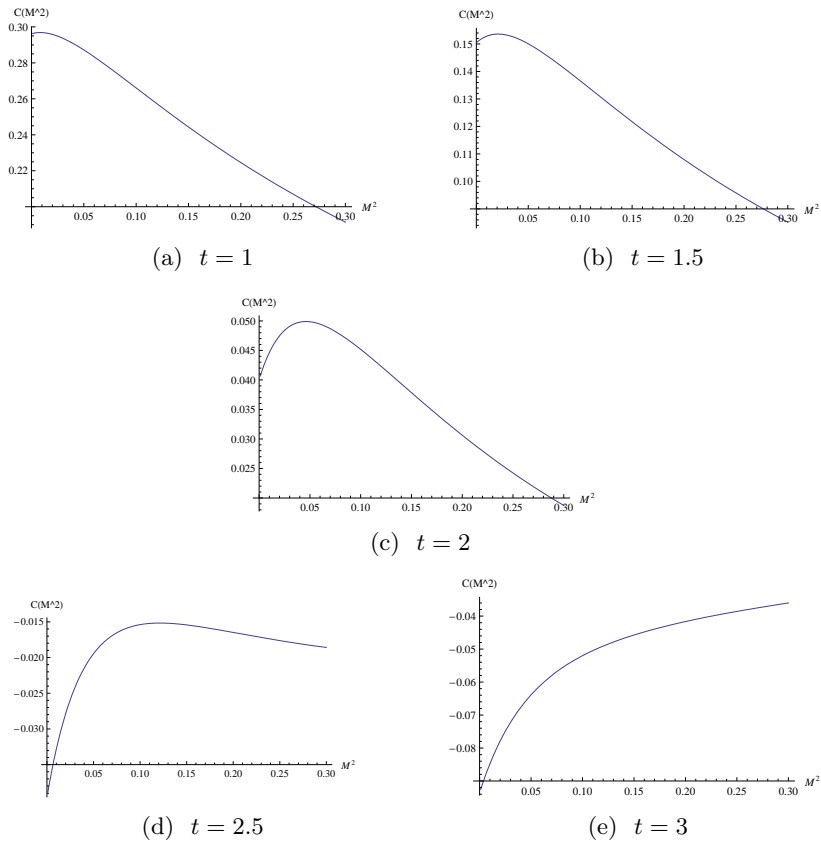 C(M^2)
0.30
0.28
0.26
0.24
0.22
0.05 0.10 0.15 0.20 0.25 0.30 M²
(a) t = 1
C(M^2)
0.15
0.14
0.13
0.12
0.11
0.10
0.05 0.10 0.15 0.20 0.25 0.30 M²
(b) t = 1.5
C(M^2)
0.050
0.045
0.040
0.035
0.030
0.025
0.05 0.10 0.15 0.20 0.25 0.30 M²
(c) t = 2
C(M^2)
−0.015
−0.020
−0.025
−0.030
0.05 0.10 0.15 0.20 0.25 0.30 M²
(d) t = 2.5
C(M^2)
−0.04
−0.05
−0.06
−0.07
−0.08
0.05 0.10 0.15 0.20 0.25 0.30 M²
(e) t = 3